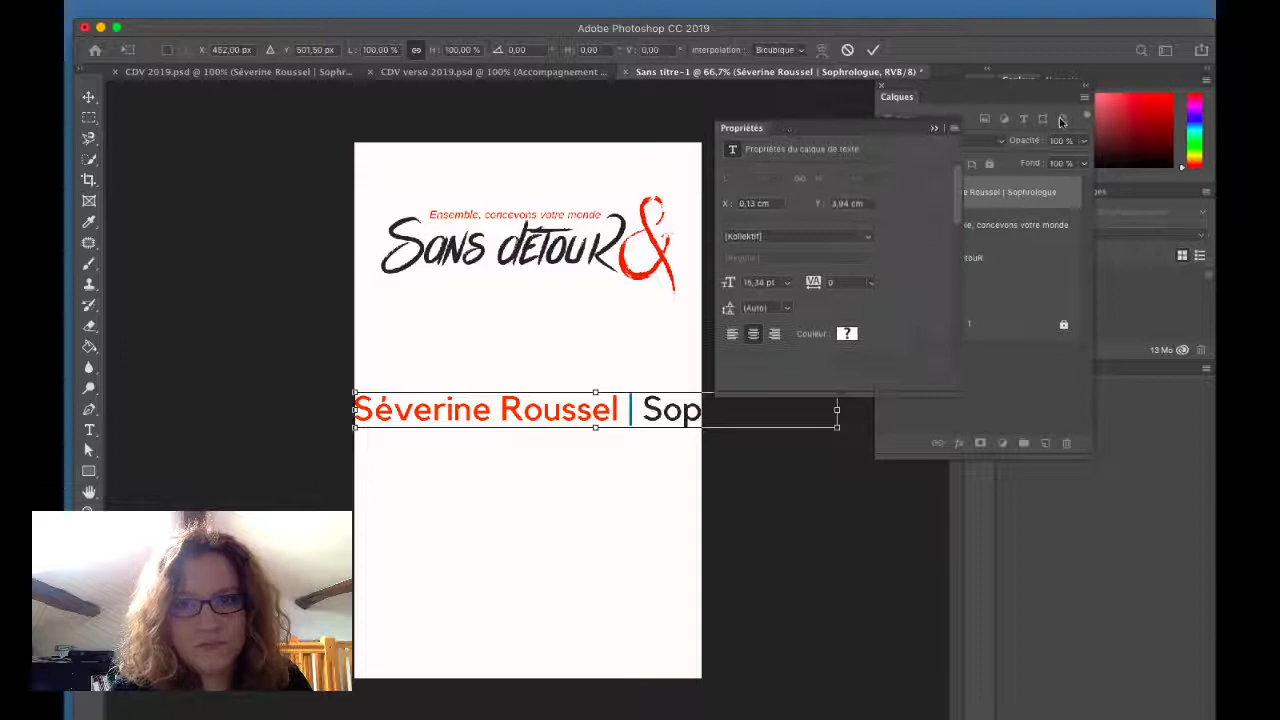 Adobe Photoshop CC 2019
X: 452,00 px Y: 501,50 px L: 100,00 % H: 100,00 % 0,00 ° H: 0,00 ° V: 0,00 ° Interpolation : Bicubique
CDV 2019.psd @ 100% (Séverine Roussel | Sophr... CDV verso 2019.psd @ 100% (Accompagnement ... Sans titre-1 @ 66,7% (Séverine Roussel | Sophrologue, RVB/8) *
Calques
Opacité : 100 %
Fond : 100 %
Propriétés
T Propriétés du calque de texte
X : 0,13 cm Y : 3,94 cm
[Kollektif]
[Regular]
16,34 pt VA 0
(Auto)
Couleur : ?
e Roussel | Sophrologue
le, concevons votre monde
etouR
1
13 Mo
Ensemble, concevons votre monde
Sans détouR &
Séverine Roussel | Sop